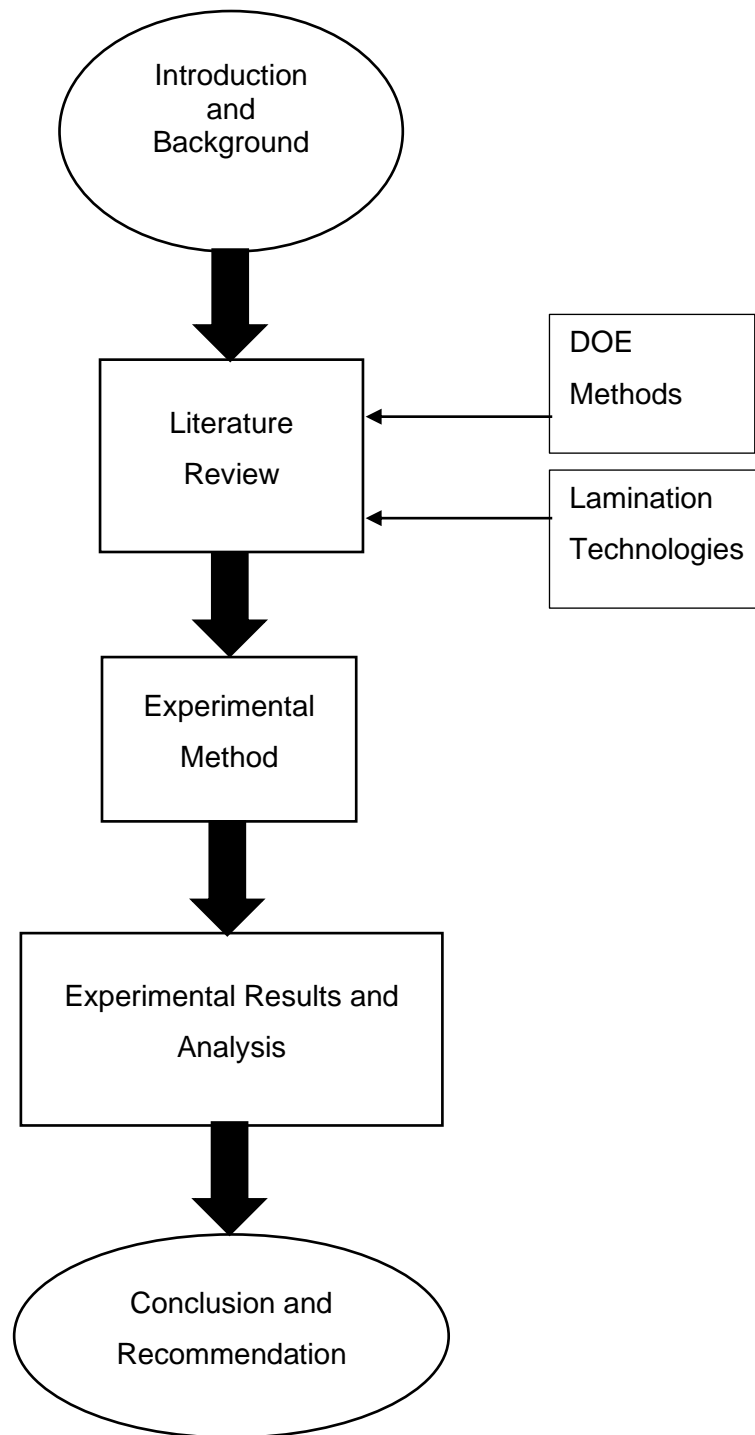 Introduction
and
Background
Literature
Review
DOE
Methods
Lamination
Technologies
Experimental
Method
Experimental Results and
Analysis
Conclusion and
Recommendation